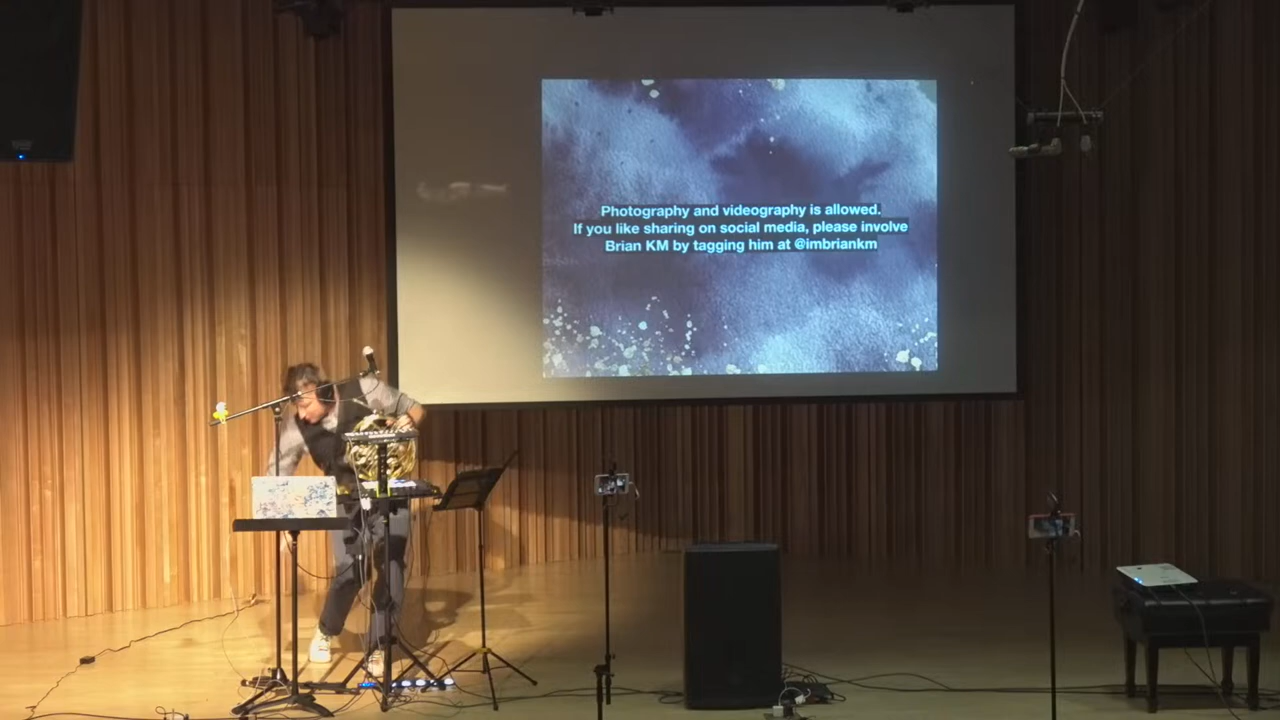 Photography and videography is allowed.
If you like sharing on social media, please involve
Brian KM by tagging him at @imbriankm